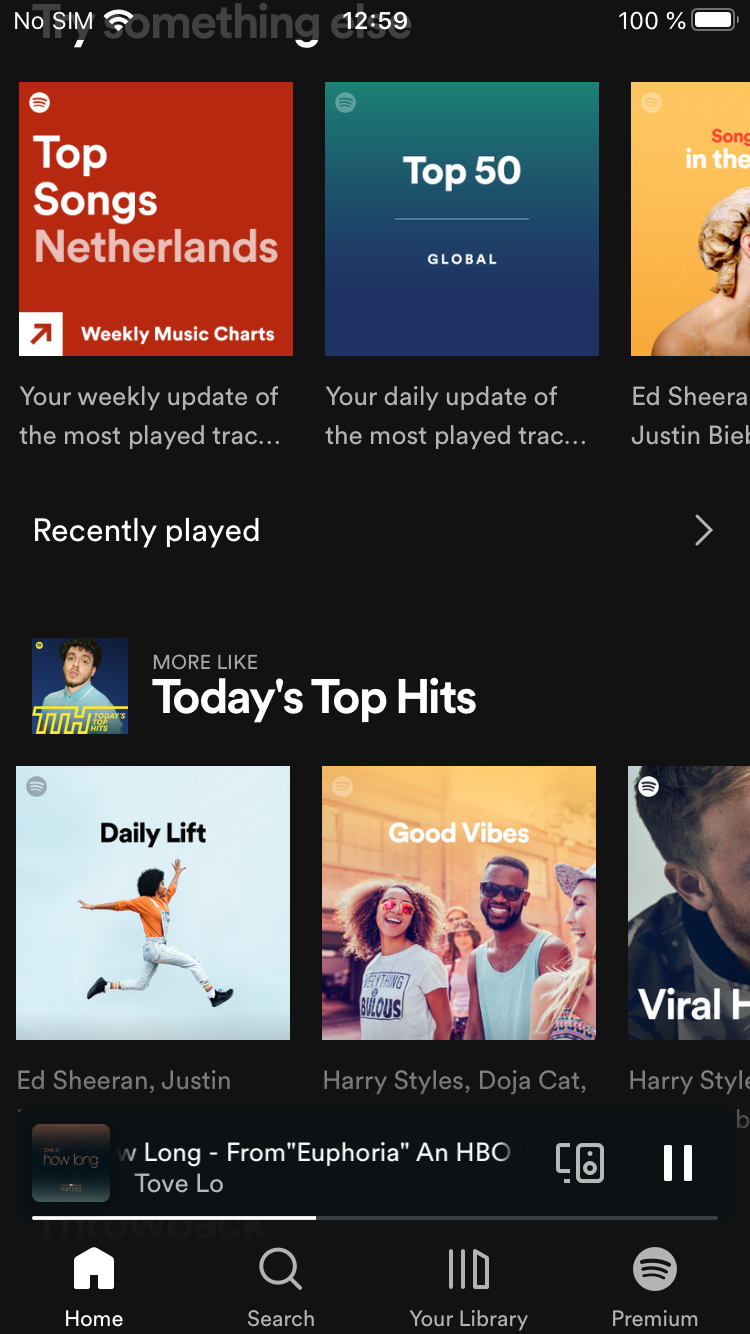 Try something else
No SIM
12:59
100 %
Top
Songs
Netherlands
Weekly Music Charts
Top 50
GLOBAL
Song
in the
Your weekly update of
the most played trac...
Your daily update of
the most played trac...
Ed Sheera
Justin Bieb
Recently played
TODAY'S
TOP
HITS
MORE LIKE
Today's Top Hits
Daily Lift
Good Vibes
Viral H
Ed Sheeran, Justin
Harry Styles, Doja Cat,
Harry Style
how long
w Long - From"Euphoria" An HBO
Tove Lo
Throwback
Home
Search
Your Library
Premium